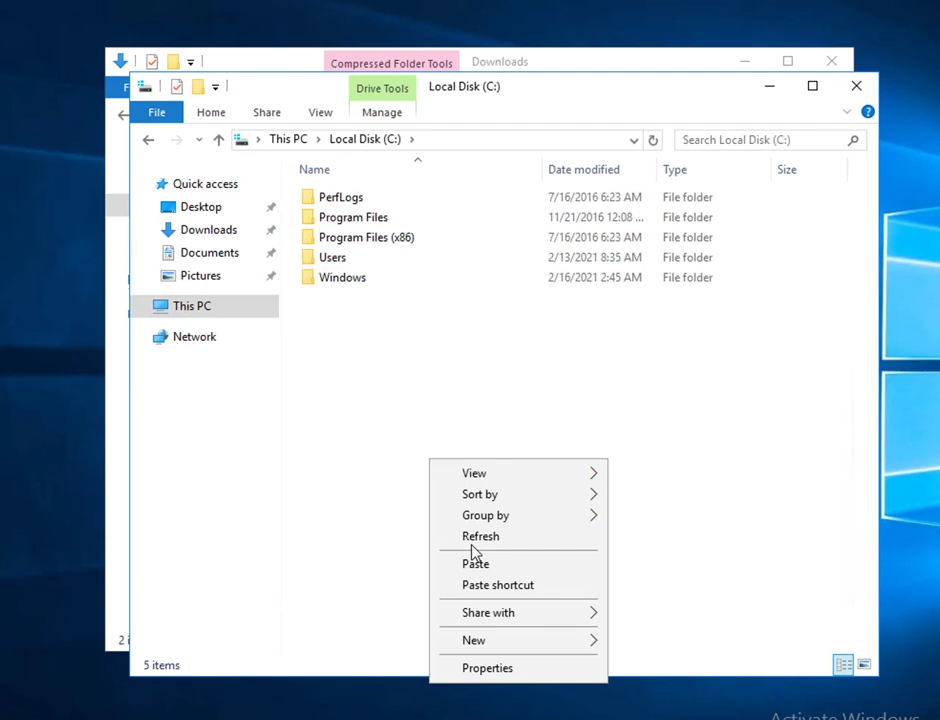 Compressed Folder Tools
Downloads
F
Drive Tools
Local Disk (C:)
File
Home
Share
View
Manage
This PC
Local Disk (C:)
Search Local Disk (C:)
Name
Date modified
Type
Size
Quick access
Desktop
Downloads
Documents
Pictures
This PC
Network
PerfLogs 7/16/2016 6:23 AM File folder
Program Files 11/21/2016 12:08 ... File folder
Program Files (x86) 7/16/2016 6:23 AM File folder
Users 2/13/2021 8:35 AM File folder
Windows 2/16/2021 2:45 AM File folder
View
Sort by
Group by
Refresh
Paste
Paste shortcut
Share with
New
Properties
2 i
5 items
Activate Windows